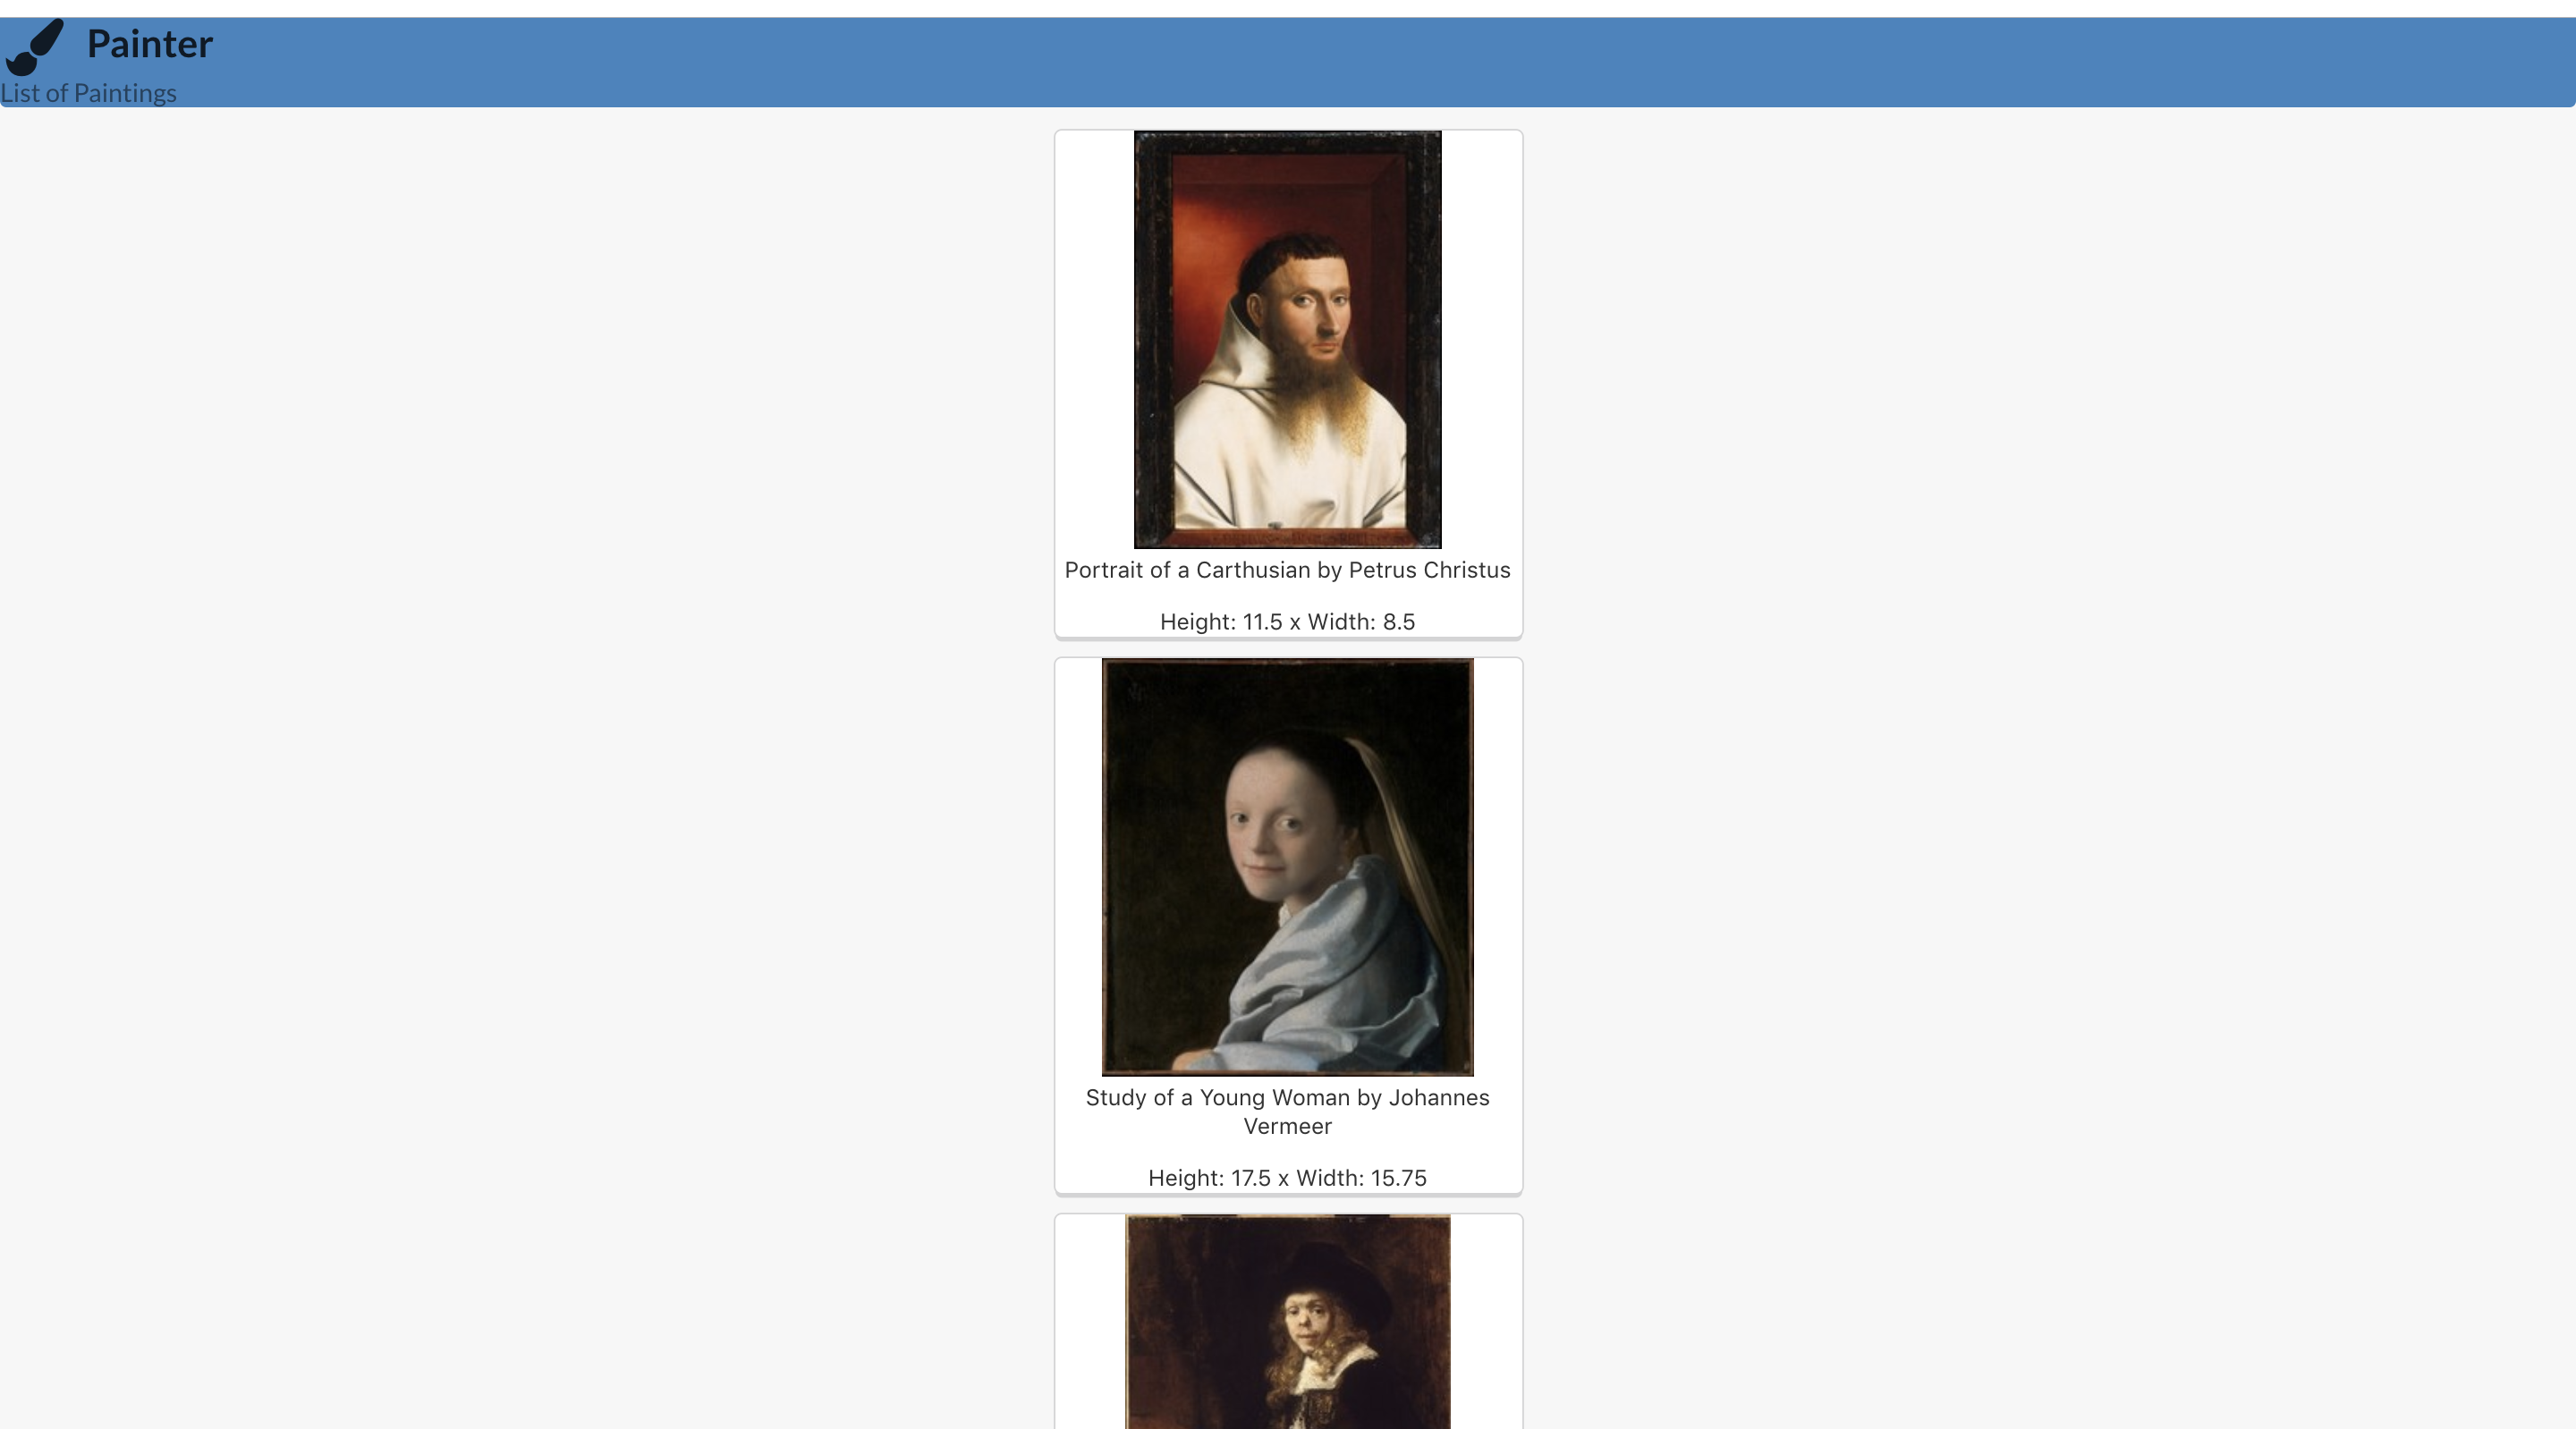 Painter
List of Paintings
Portrait of a Carthusian by Petrus Christus
Height: 11.5 x Width: 8.5
Study of a Young Woman by Johannes
Vermeer
Height: 17.5 x Width: 15.75